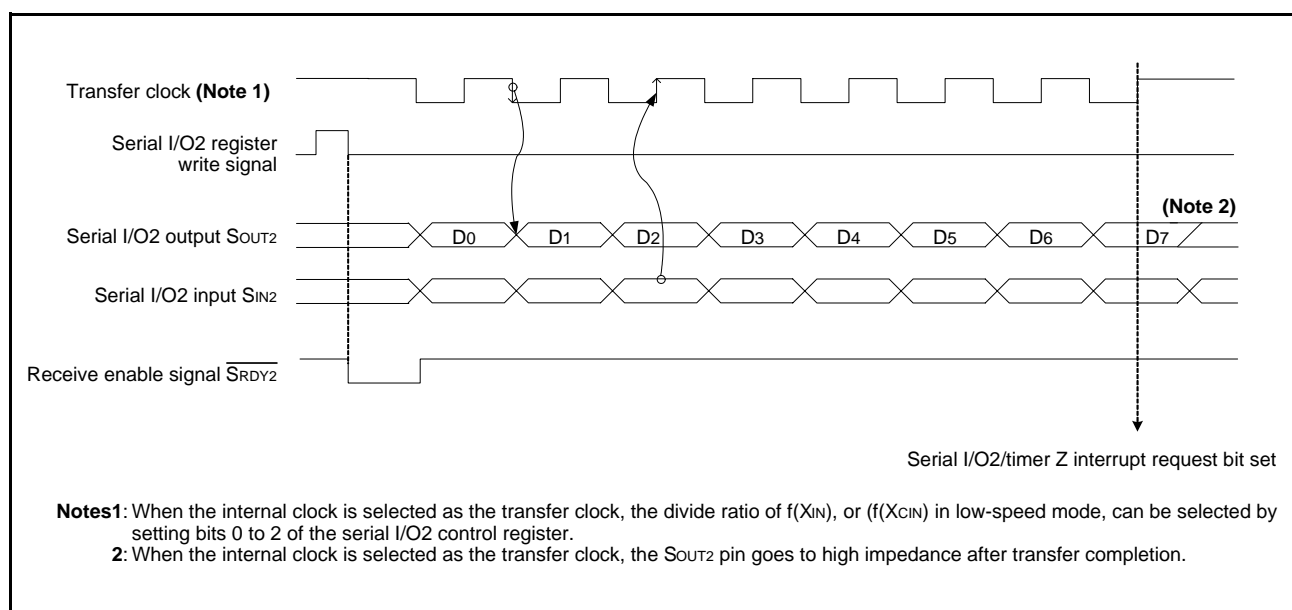 Transfer clock (Note 1)
Serial I/O2 register
write signal
(Note 2)
Serial I/O2 output SOUT2
D0 D1 D2 D3 D4 D5 D6 D7
Serial I/O2 input SIN2
Receive enable signal SRDY2
Serial I/O2/timer Z interrupt request bit set
Notes1: When the internal clock is selected as the transfer clock, the divide ratio of f(XIN), or (f(XCIN) in low-speed mode, can be selected by
setting bits 0 to 2 of the serial I/O2 control register.
2: When the internal clock is selected as the transfer clock, the SOUT2 pin goes to high impedance after transfer completion.